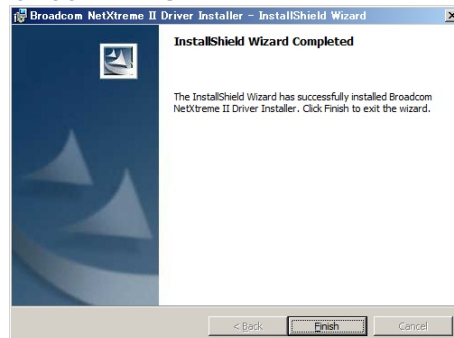 Broadcom NetXtreme II Driver Installer - InstallShield Wizard
InstallShield Wizard Completed
The InstallShield Wizard has successfully installed Broadcom
NetXtreme II Driver Installer. Click Finish to exit the wizard.
< Back Finish Cancel